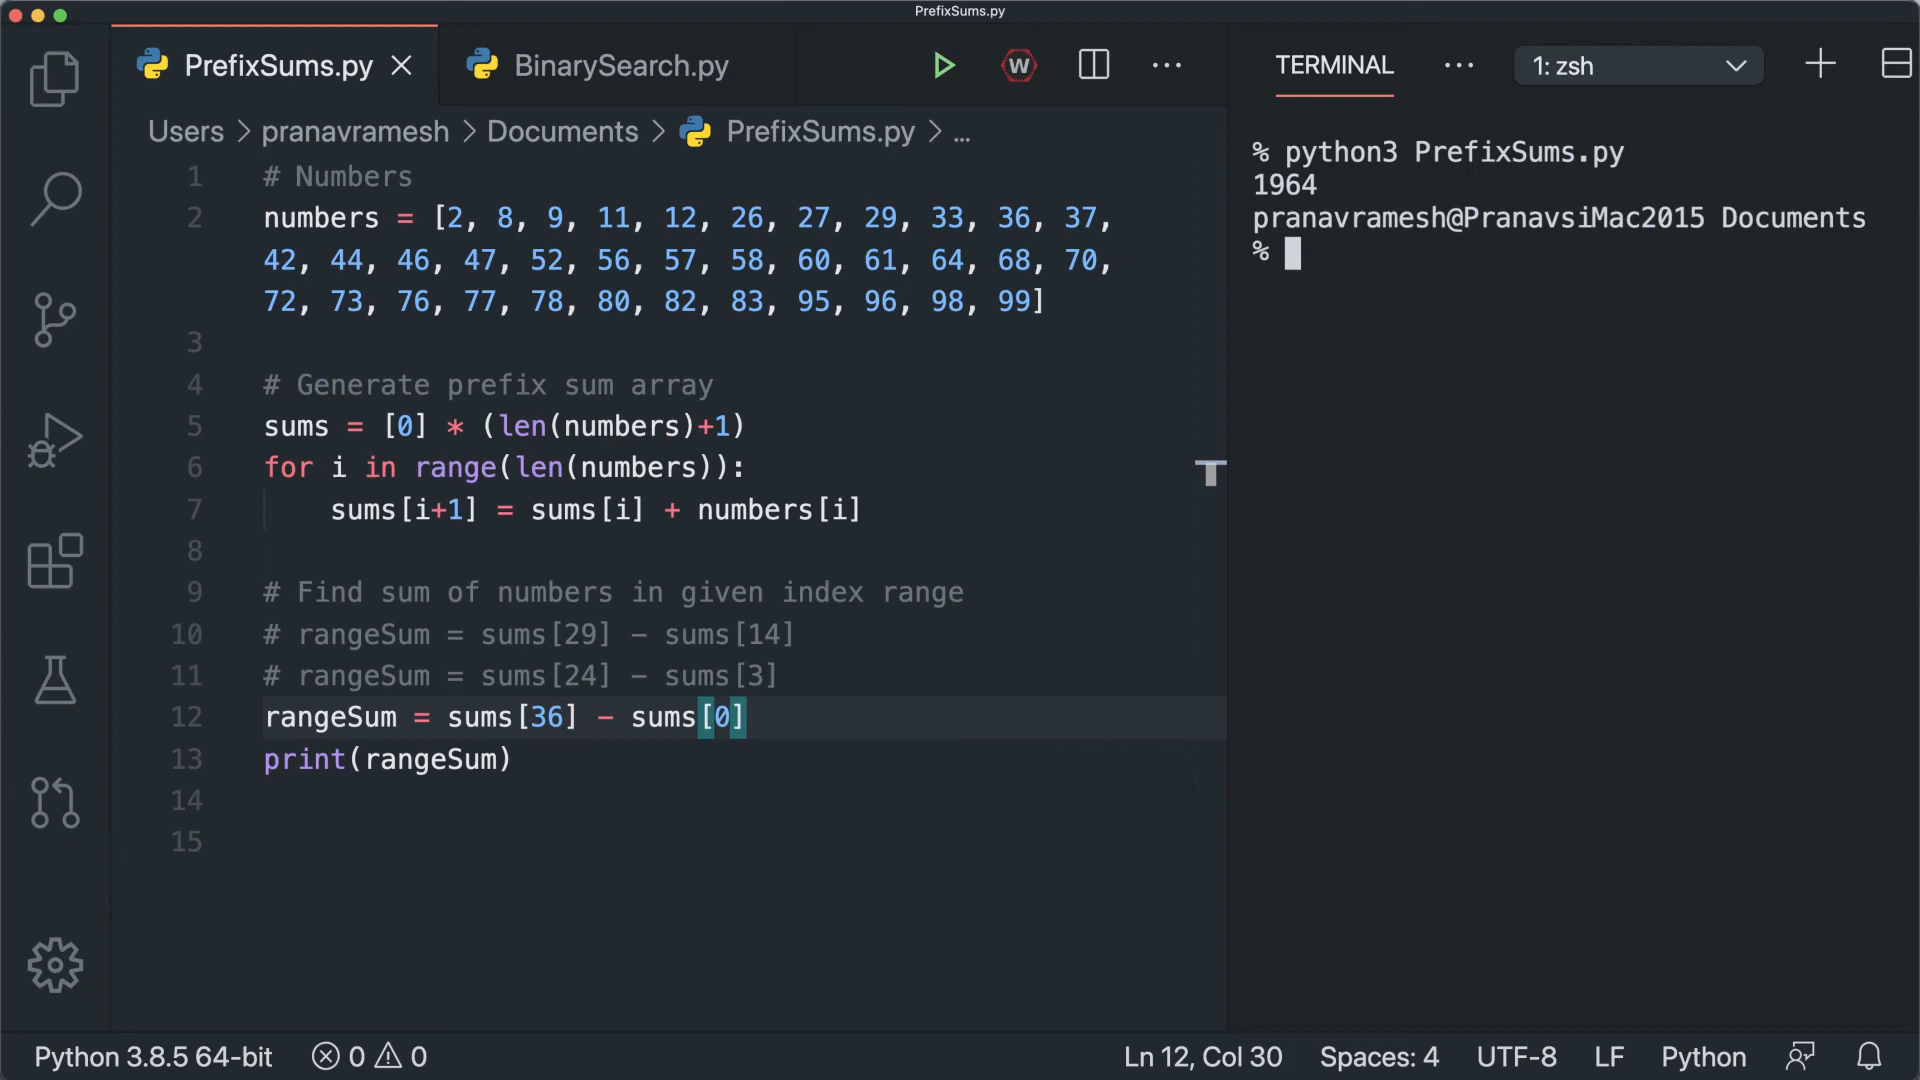 PrefixSums.py
PrefixSums.py BinarySearch.py W
Users > pranavramesh > Documents > PrefixSums.py > ...
1 # Numbers
2 numbers = [2, 8, 9, 11, 12, 26, 27, 29, 33, 36, 37,
42, 44, 46, 47, 52, 56, 57, 58, 60, 61, 64, 68, 70,
72, 73, 76, 77, 78, 80, 82, 83, 95, 96, 98, 99]
3
4 # Generate prefix sum array
5 sums = [0] * (len(numbers)+1)
6 for i in range(len(numbers)):
7 sums[i+1] = sums[i] + numbers[i]
8
9 # Find sum of numbers in given index range
10 # rangeSum = sums[29] - sums[14]
11 # rangeSum = sums[24] - sums[3]
12 rangeSum = sums[36] - sums[0]
13 print(rangeSum)
14
15
TERMINAL ... 1: zsh
% python3 PrefixSums.py
1964
pranavramesh@PranavsiMac2015 Documents
%
Python 3.8.5 64-bit 0 0 Ln 12, Col 30 Spaces: 4 UTF-8 LF Python